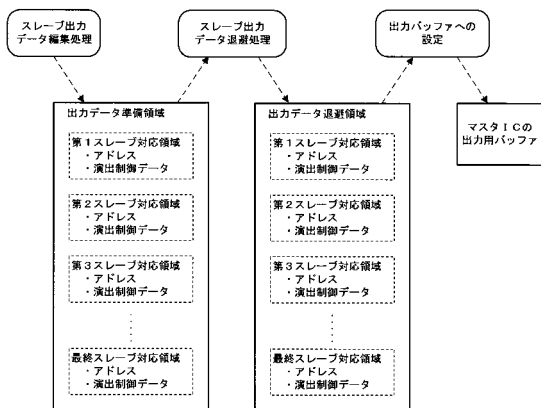 スレーブ出力
データ編集処理
スレーブ出力
データ退避処理
出力バッファへの
設定
出力データ準備領域
第1スレーブ対応領域
・アドレス
・演出制御データ
第2スレーブ対応領域
・アドレス
・演出制御データ
第3スレーブ対応領域
・アドレス
・演出制御データ
最終スレーブ対応領域
・アドレス
・演出制御データ
出力データ退避領域
第1スレーブ対応領域
・アドレス
・演出制御データ
第2スレーブ対応領域
・アドレス
・演出制御データ
第3スレーブ対応領域
・アドレス
・演出制御データ
最終スレーブ対応領域
・アドレス
・演出制御データ
マスタICの
出力用バッファ